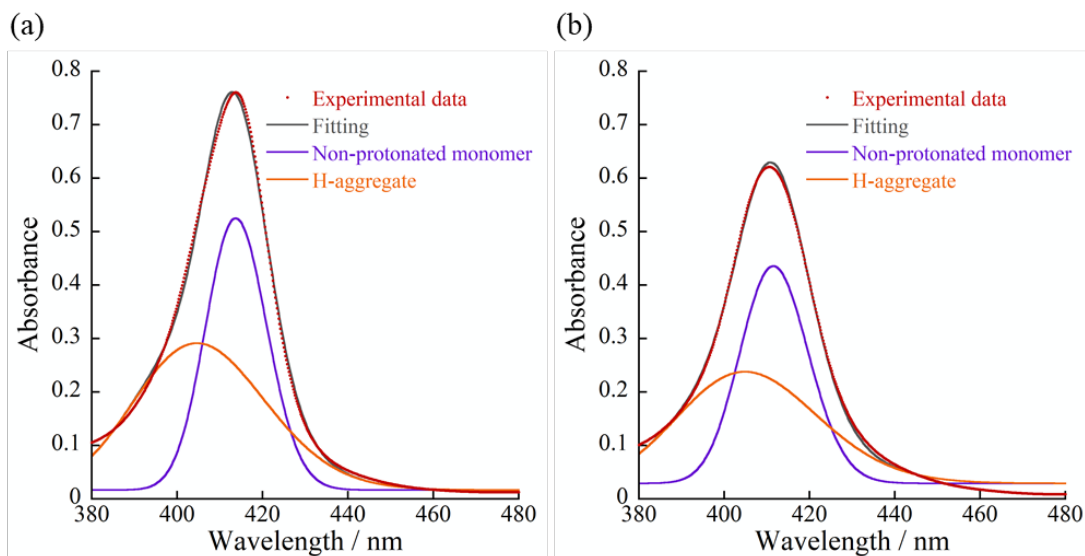 (a)
0.8
0.7
0.6
0.5
0.4
0.3
0.2
0.1
0
Absorbance
Experimental data
Fitting
Non-protonated monomer
H-aggregate
380 400 420 440 460 480
Wavelength / nm
(b)
0.8
0.7
0.6
0.5
0.4
0.3
0.2
0.1
0
Absorbance
Experimental data
Fitting
Non-protonated monomer
H-aggregate
380 400 420 440 460 480
Wavelength / nm